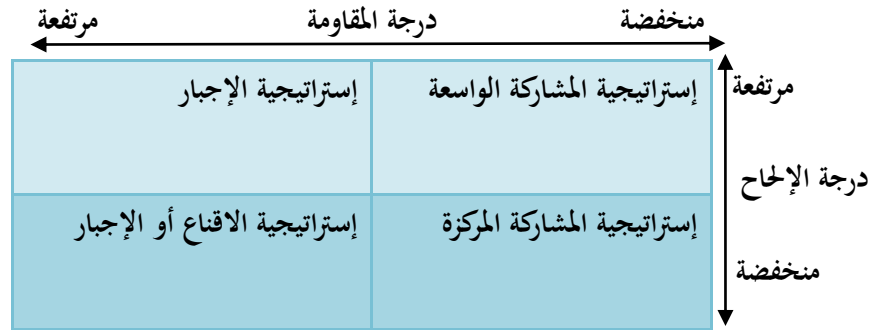 منخفضة درجة المقاومة مرتفعة
مرتفعة
إستراتيجية المشاركة الواسعة
إستراتيجية الإجبار
درجة الإلحاح
إستراتيجية المشاركة المركزة
إستراتيجية الاقناع أو الإجبار
منخفضة